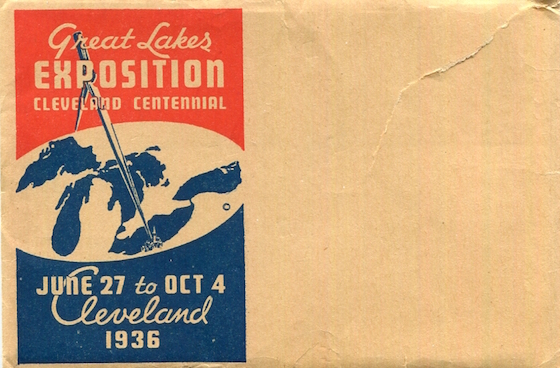 Great Lakes
EXPOSITION
CLEVELAND CENTENNIAL
JUNE 27 to OCT 4
Cleveland
1936